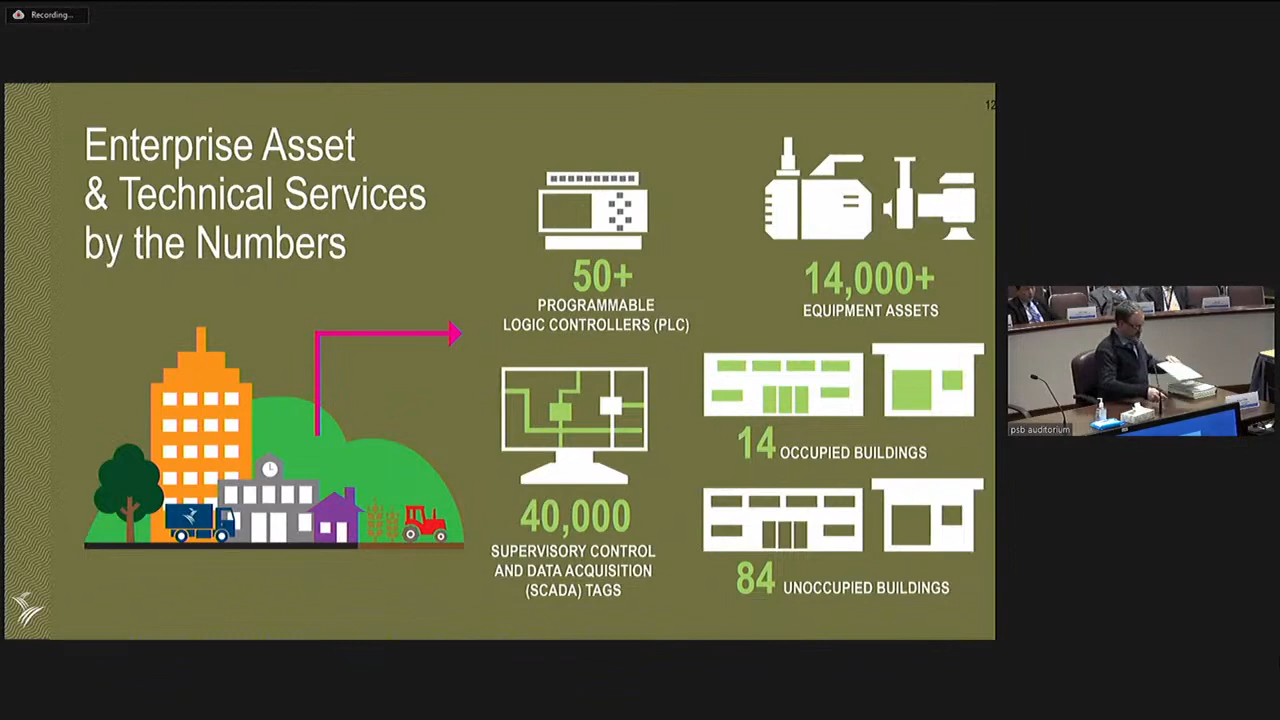 Recording...
12
Enterprise Asset
& Technical Services
by the Numbers
50+
PROGRAMMABLE
LOGIC CONTROLLERS (PLC)
14,000+
EQUIPMENT ASSETS
40,000
SUPERVISORY CONTROL
AND DATA ACQUISITION
(SCADA) TAGS
14 OCCUPIED BUILDINGS
84 UNOCCUPIED BUILDINGS
psb auditorium